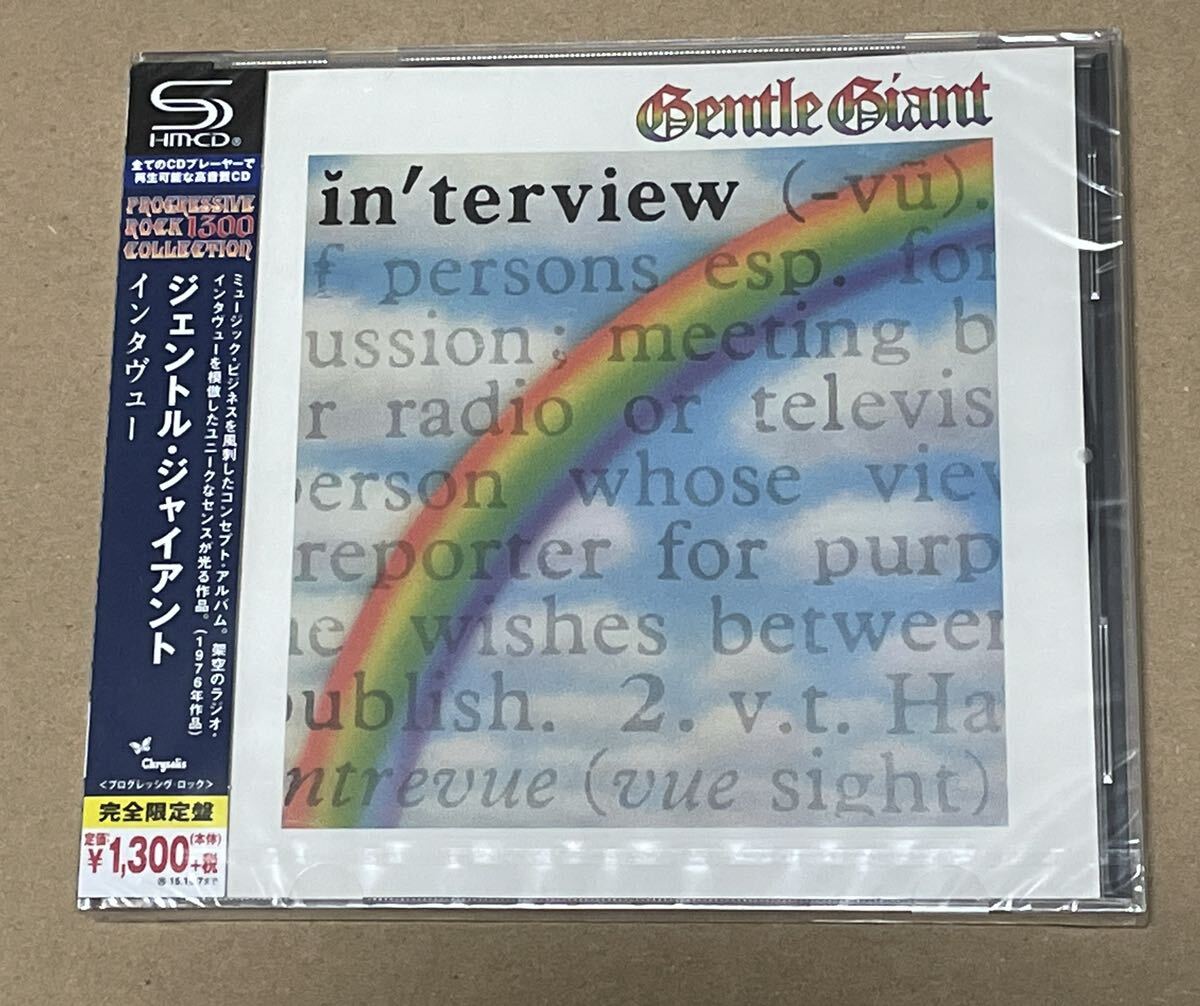 SHM-CD®
全てのCDプレーヤーで
再生可能な高音質CD
PROGRESSIVE
ROCK 1300
COLLECTION
ミュージック・ビジネスを風刺したコンセプト・アルバム。架空のラジオ・
インタヴューを模倣したユニークなセンスが光る作品。(1976年作品)
ジェントル・ジャイアント
インタヴュー
Chrysalis
<プログレッシヴ・ロック>
完全限定盤
定価:¥1,300(本体)+税
Gentle Giant
ĭn'terview (-vū).
f persons esp. for
ussion; meeting b
r radio or televis
erson whose view
reporter for purp
he wishes between
publish. 2. v.t. Ha
ntrevue (vue sight)